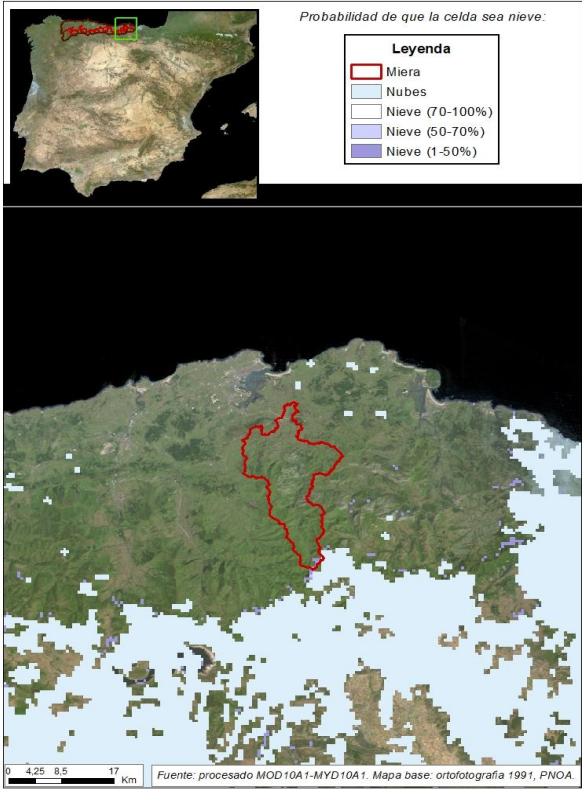 Probabilidad de que la celda sea nieve:
Leyenda
Miera
Nubes
Nieve (70-100%)
Nieve (50-70%)
Nieve (1-50%)
0 4,25 8,5 17
Km
Fuente: procesado MOD10A1-MYD10A1. Mapa base: ortofotografía 1991, PNOA.